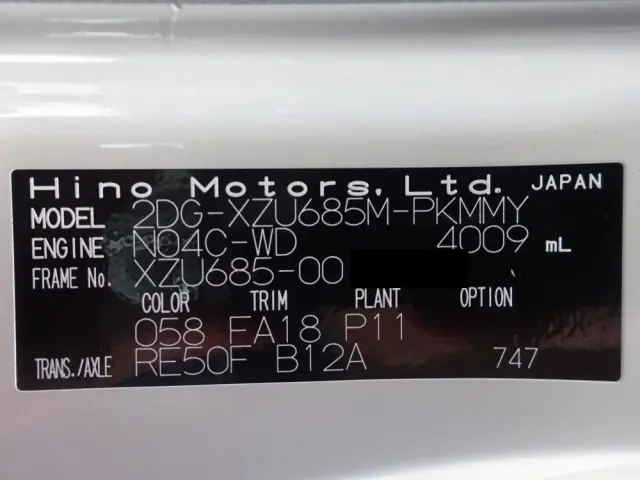 Hino Motors, Ltd. JAPAN
MODEL 2DG-XZU685M-PKMMY
ENGINE N04C-WD 4009 mL
FRAME No. XZU685-00
COLOR TRIM PLANT OPTION
058 FA18 P11
TRANS./AXLE RE50F B12A 747